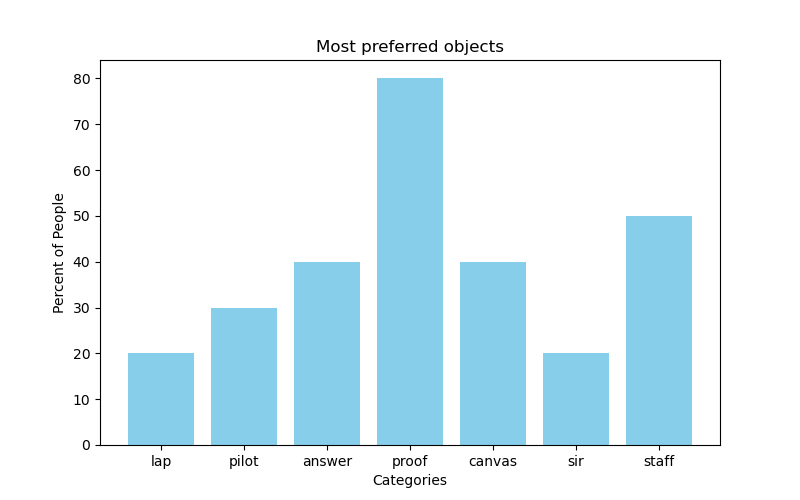 Most preferred objects
Percent of People
80
70
60
50
40
30
20
10
0
lap pilot answer proof canvas sir staff
Categories